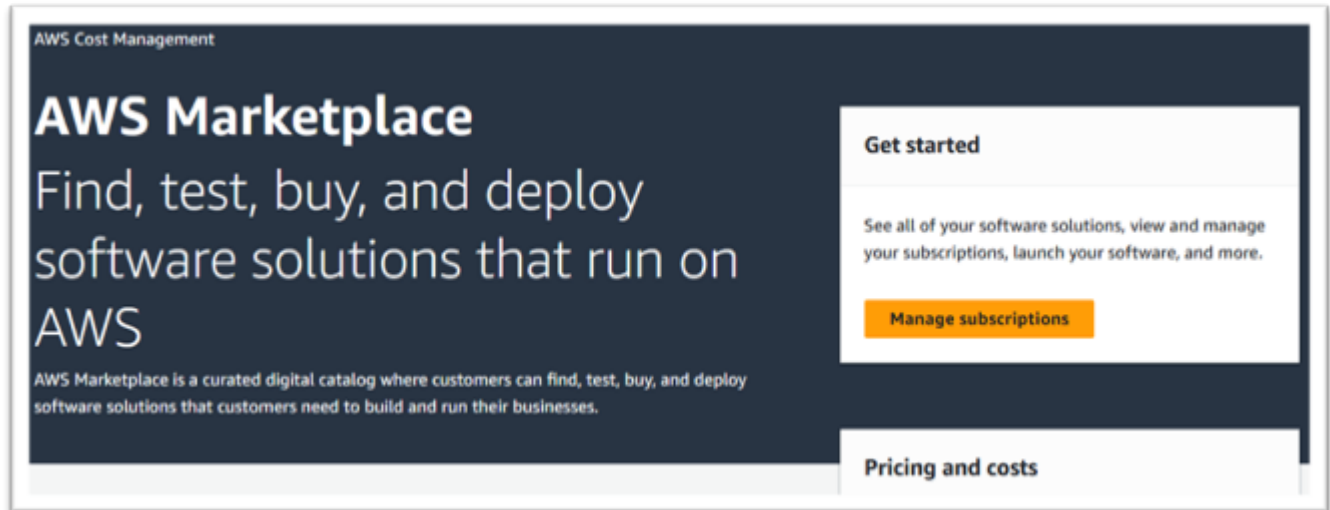 AWS Cost Management
AWS Marketplace
Find, test, buy, and deploy
software solutions that run on
AWS
AWS Marketplace is a curated digital catalog where customers can find, test, buy, and deploy
software solutions that customers need to build and run their businesses.
Get started
See all of your software solutions, view and manage
your subscriptions, launch your software, and more.
Manage subscriptions
Pricing and costs